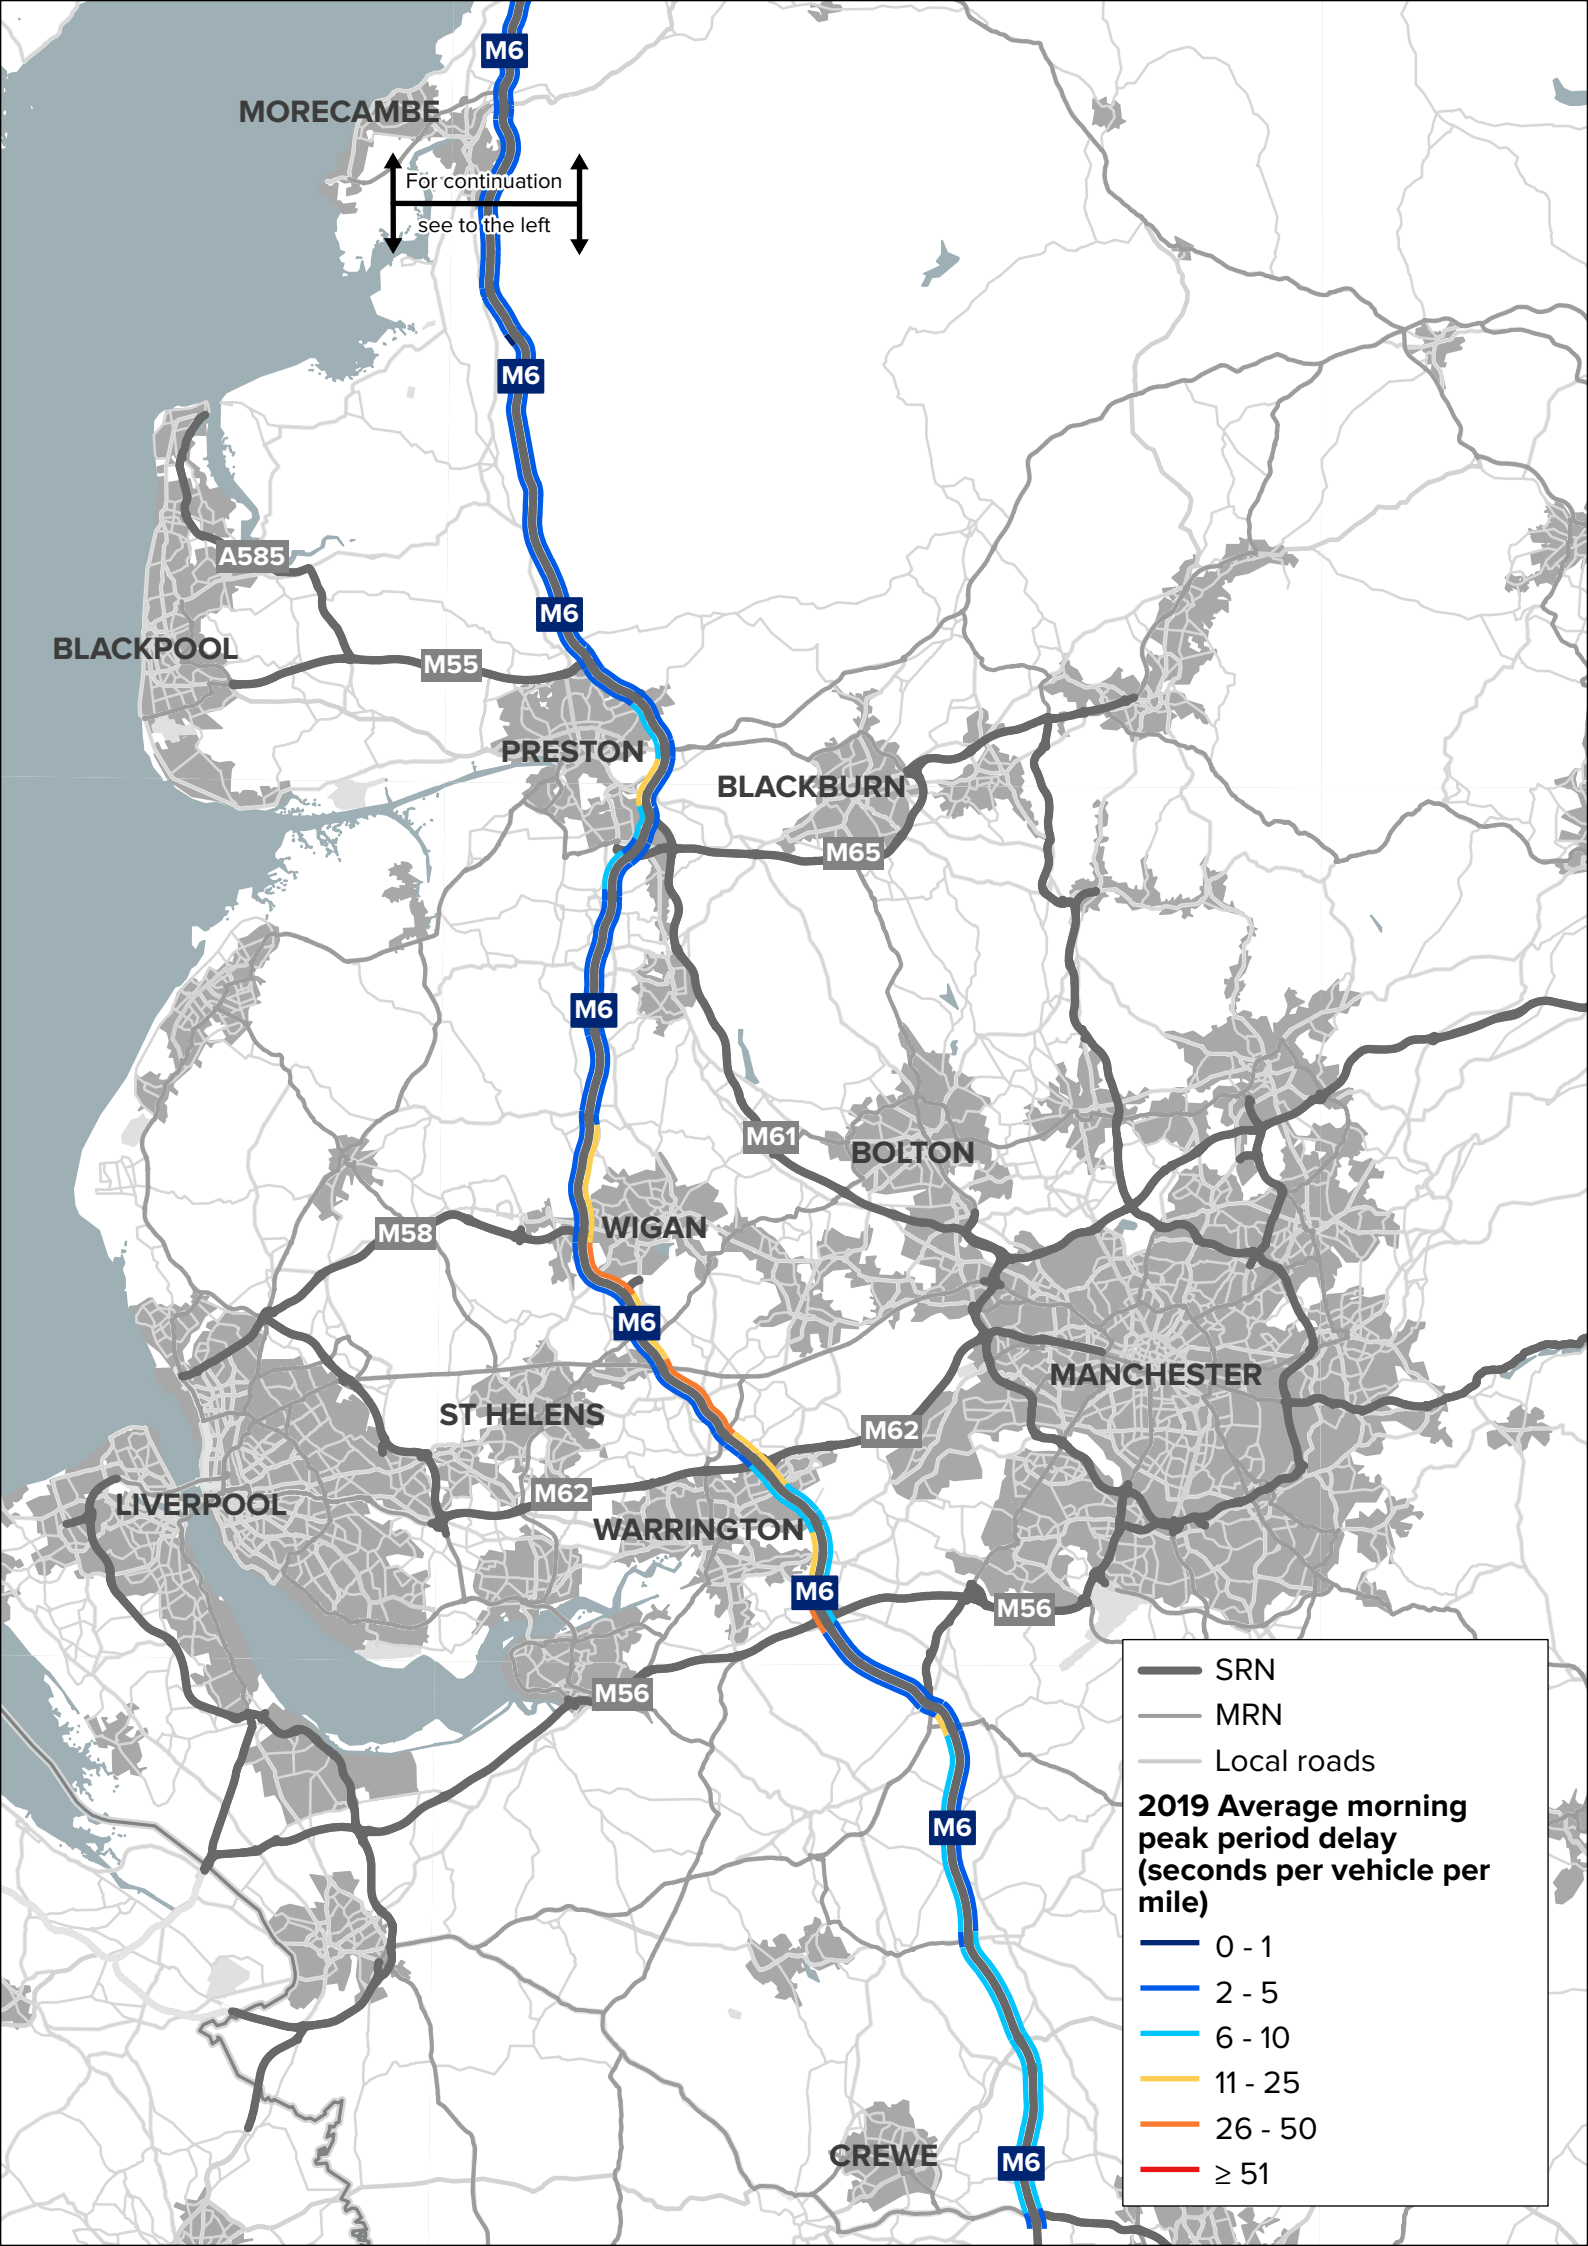 M6
MORECAMBE
For continuation
see to the left
M6
A585
M6
BLACKPOOL
M55
PRESTON
BLACKBURN
M65
M6
M61
BOLTON
M58
WIGAN
M6
MANCHESTER
ST HELENS
M62
M62
LIVERPOOL
WARRINGTON
M6
M56
M56
SRN
MRN
Local roads
2019 Average morning
peak period delay
(seconds per vehicle per
mile)
M6
0 - 1
2 - 5
6 - 10
11 - 25
26 - 50
≥ 51
CREWE
M6